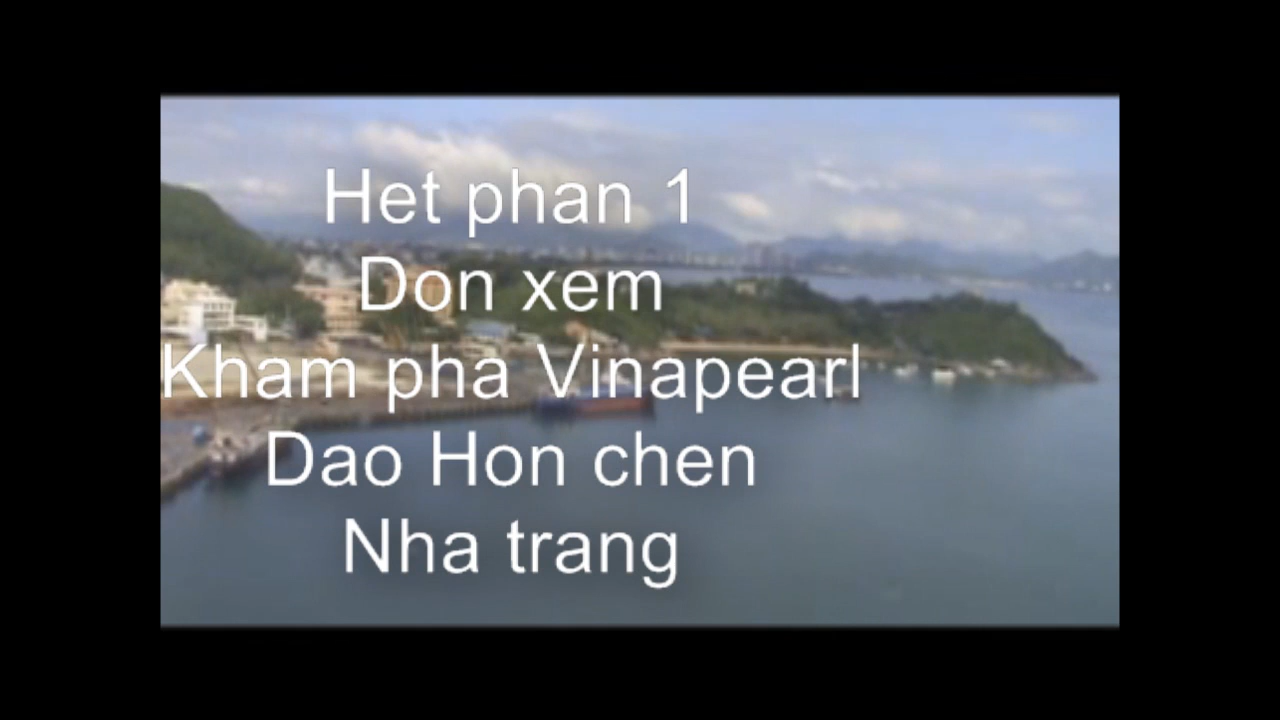 Het phan 1
Don xem
Kham pha Vinapearl
Dao Hon chen
Nha trang